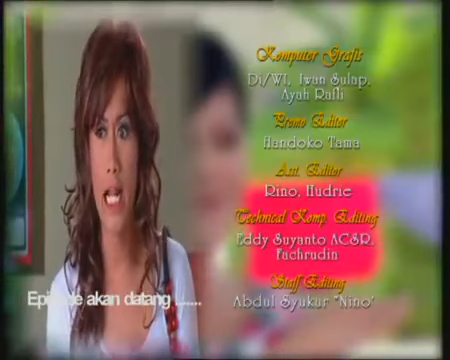 Komputer Grafis
Di/WI, Iwan Sulap,
Ayah Rafli
Promo Editor
Handoko Tama
Asst. Editor
Rino, Hudrie
Technical Komp. Editing
Eddy Suyanto ACSR,
Fachrudin
Staff Editing
Abdul Syukur "Nino"
Episode akan datang .......